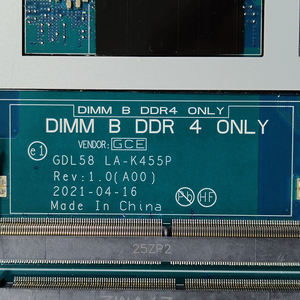 DIMM B DDR4 ONLY
DIMM B DDR 4 ONLY
VENDOR: GCE
e1
GDL58 LA-K455P
Rev:1.0(A00)
2021-04-16
Pb HF
Made In China
25ZP2